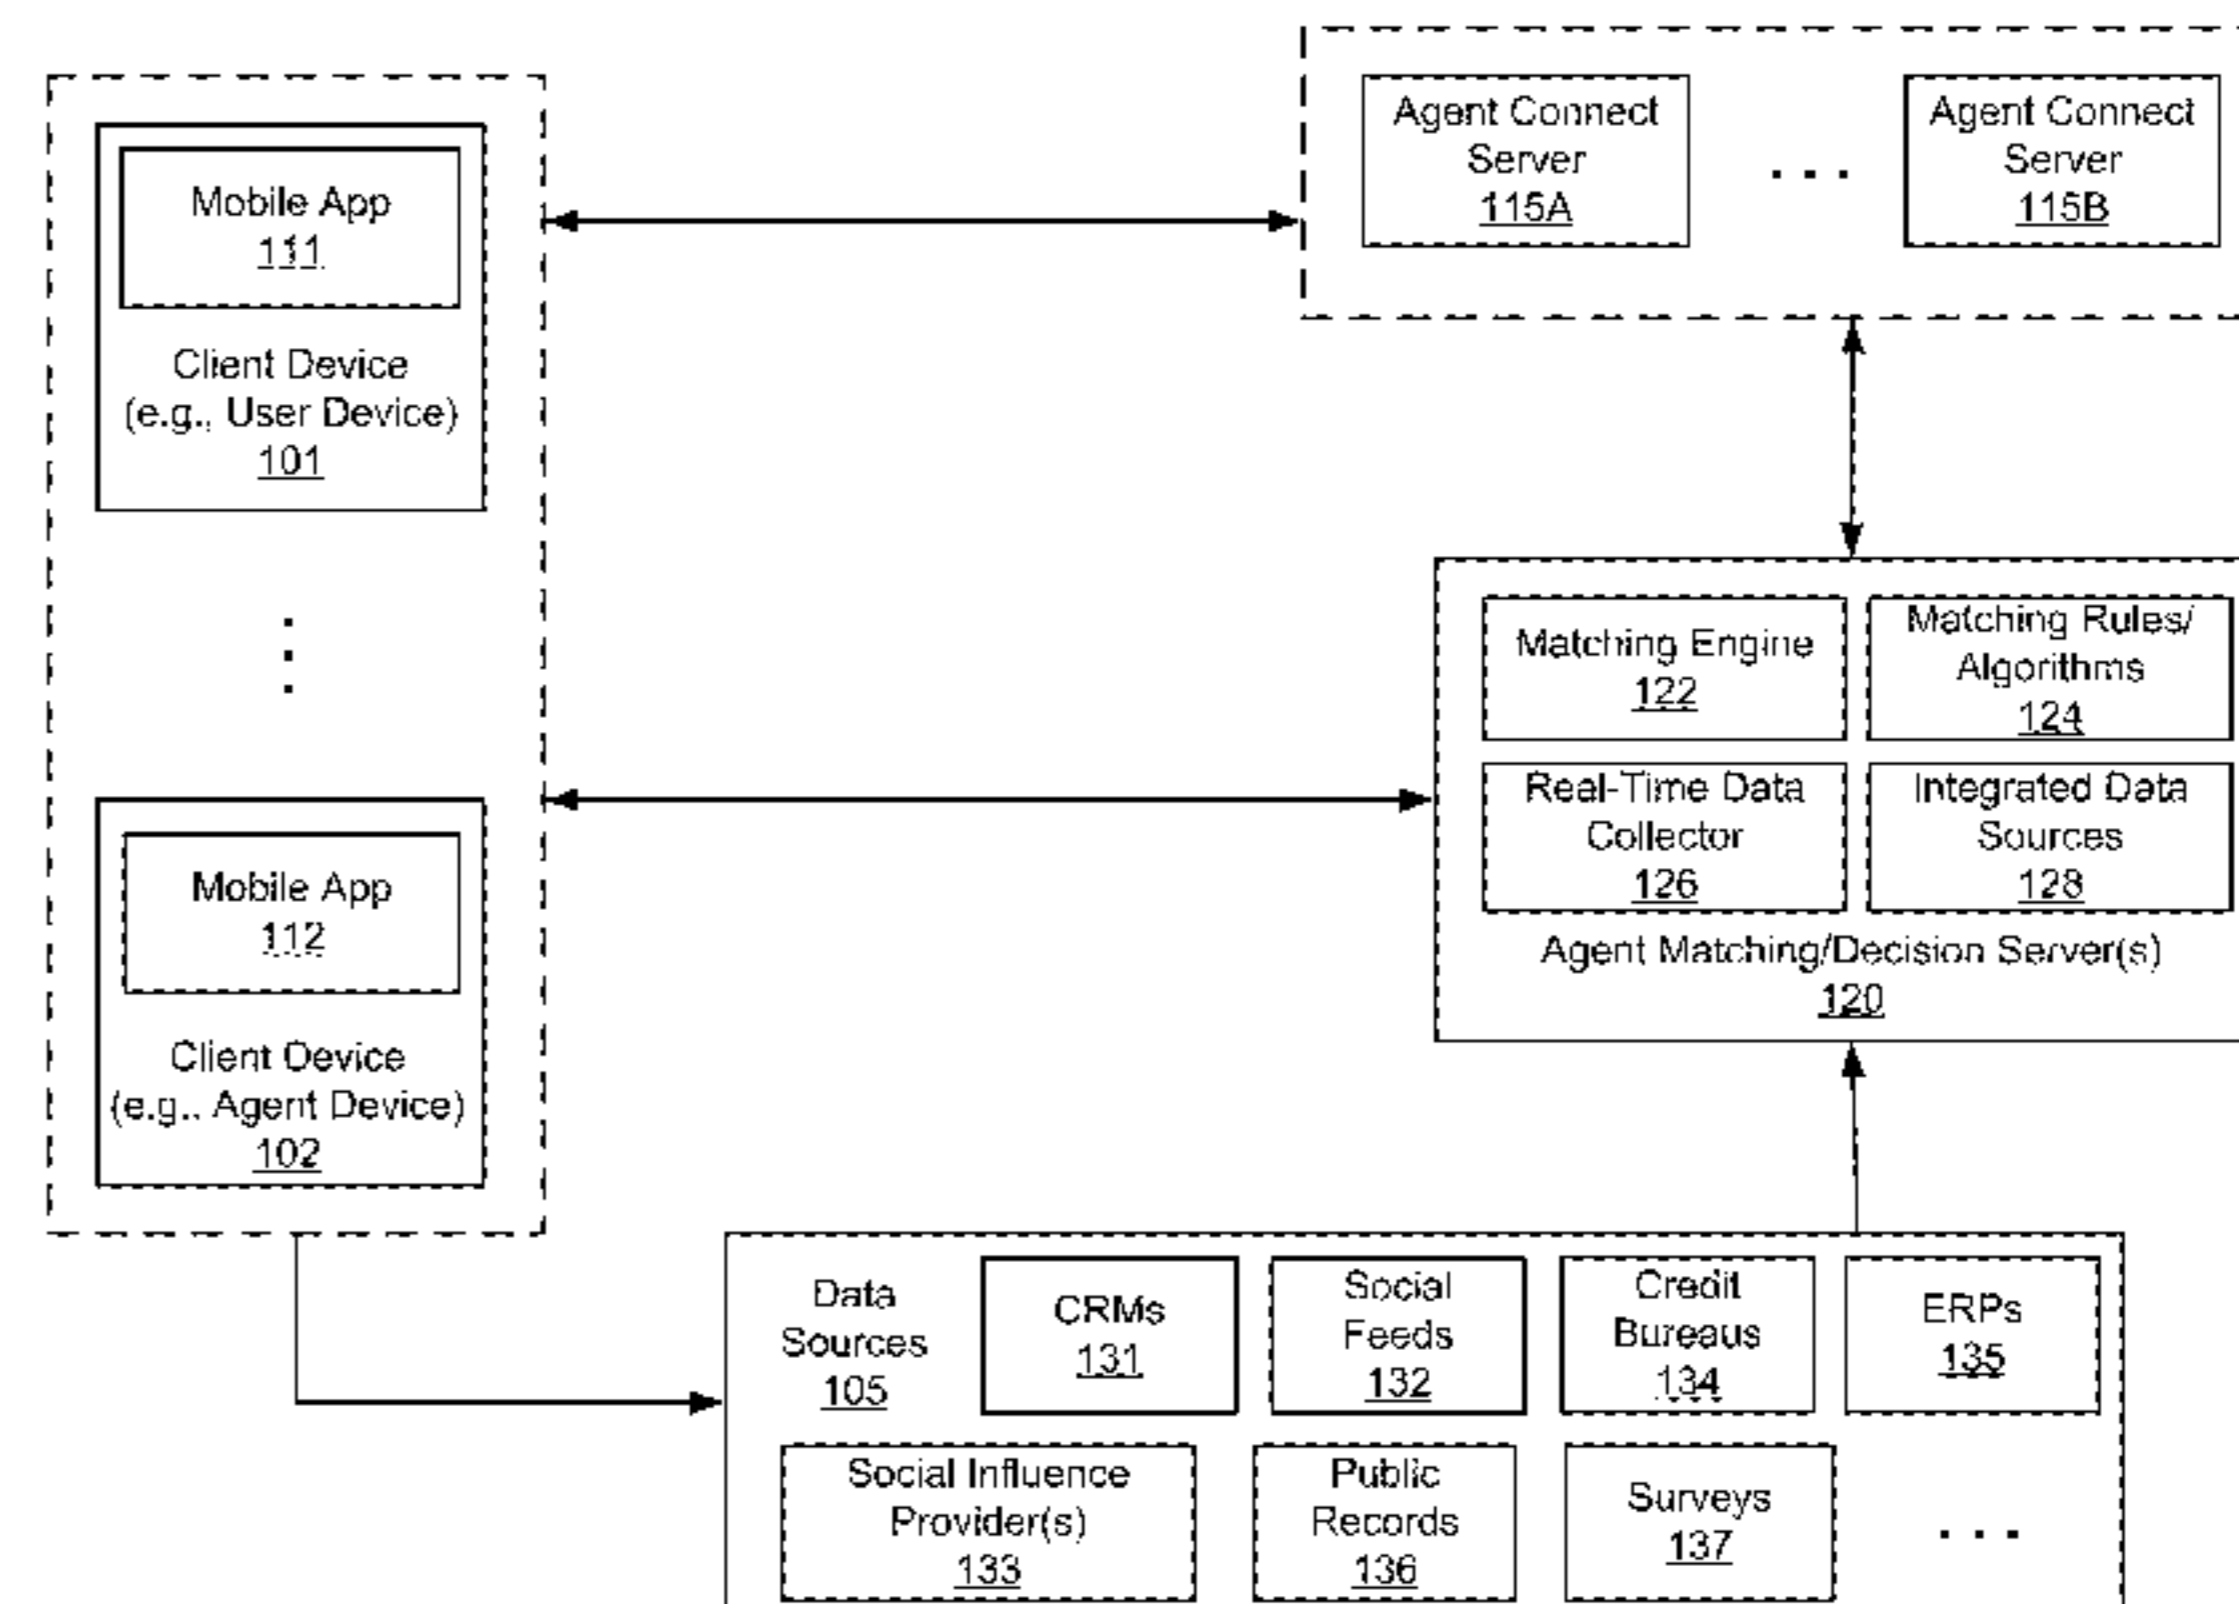 Mobile App
111
Client Device
(e.g., User Device)
101
Mobile App
112
Client Device
(e.g., Agent Device)
102
Agent Connect
Server
115A
. . .
Agent Connect
Server
115B
Matching Engine
122
Matching Rules/
Algorithms
124
Real-Time Data
Collector
126
Integrated Data
Sources
128
Agent Matching/Decision Server(s)
120
Data
Sources
105
CRMs
131
Social
Feeds
132
Credit
Bureaus
134
ERPs
135
Social Influence
Provider(s)
133
Public
Records
136
Surveys
137
. . .